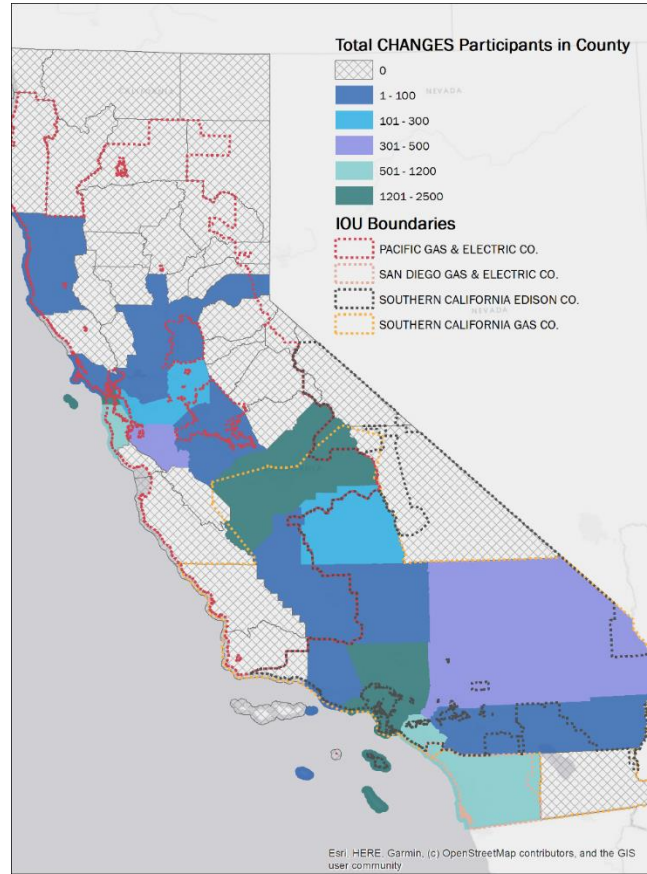 Total CHANGES Participants in County
0
1 - 100
101 - 300
301 - 500
501 - 1200
1201 - 2500
IOU Boundaries
PACIFIC GAS & ELECTRIC CO.
SAN DIEGO GAS & ELECTRIC CO.
SOUTHERN CALIFORNIA EDISON CO.
SOUTHERN CALIFORNIA GAS CO.
CALIFORNIA
NEVADA
NEVADA
Esri, HERE, Garmin, (c) OpenStreetMap contributors, and the GIS
user community